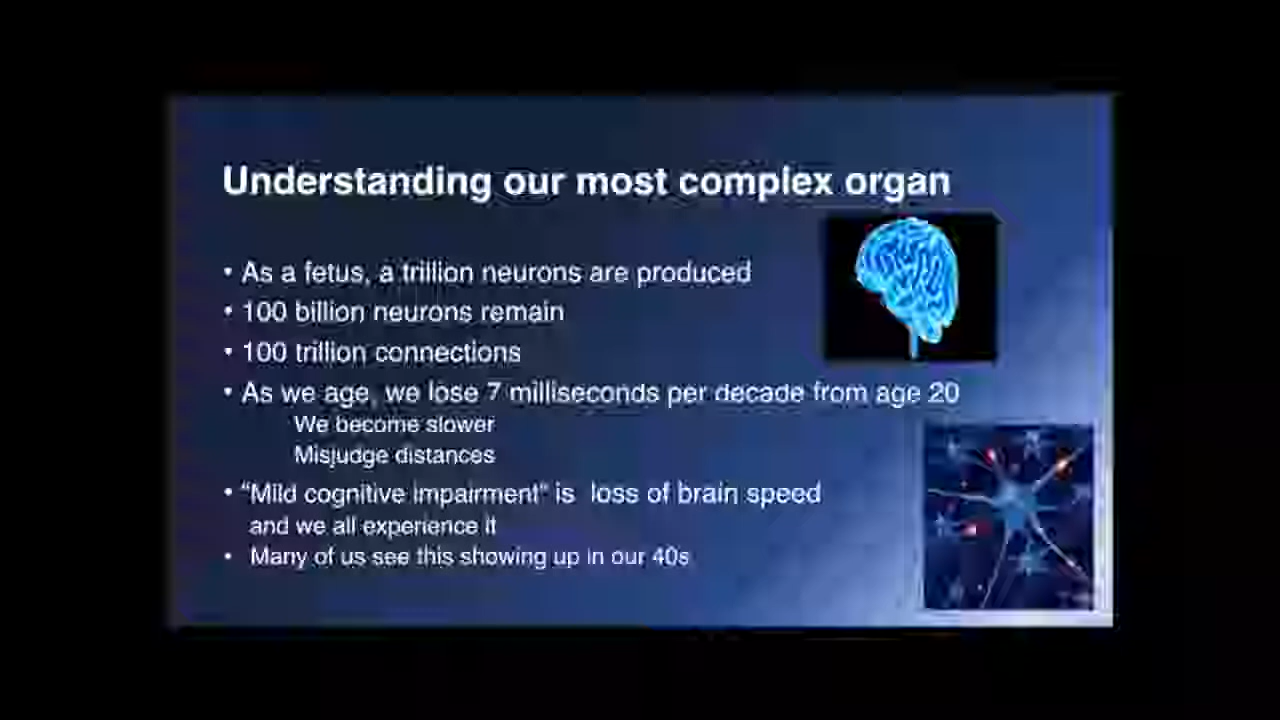 Understanding our most complex organ
• As a fetus, a trillion neurons are produced
• 100 billion neurons remain
• 100 trillion connections
• As we age, we lose 7 milliseconds per decade from age 20
We become slower
Misjudge distances
• “Mild cognitive impairment” is  loss of brain speed
and we all experience it
• Many of us see this showing up in our 40s